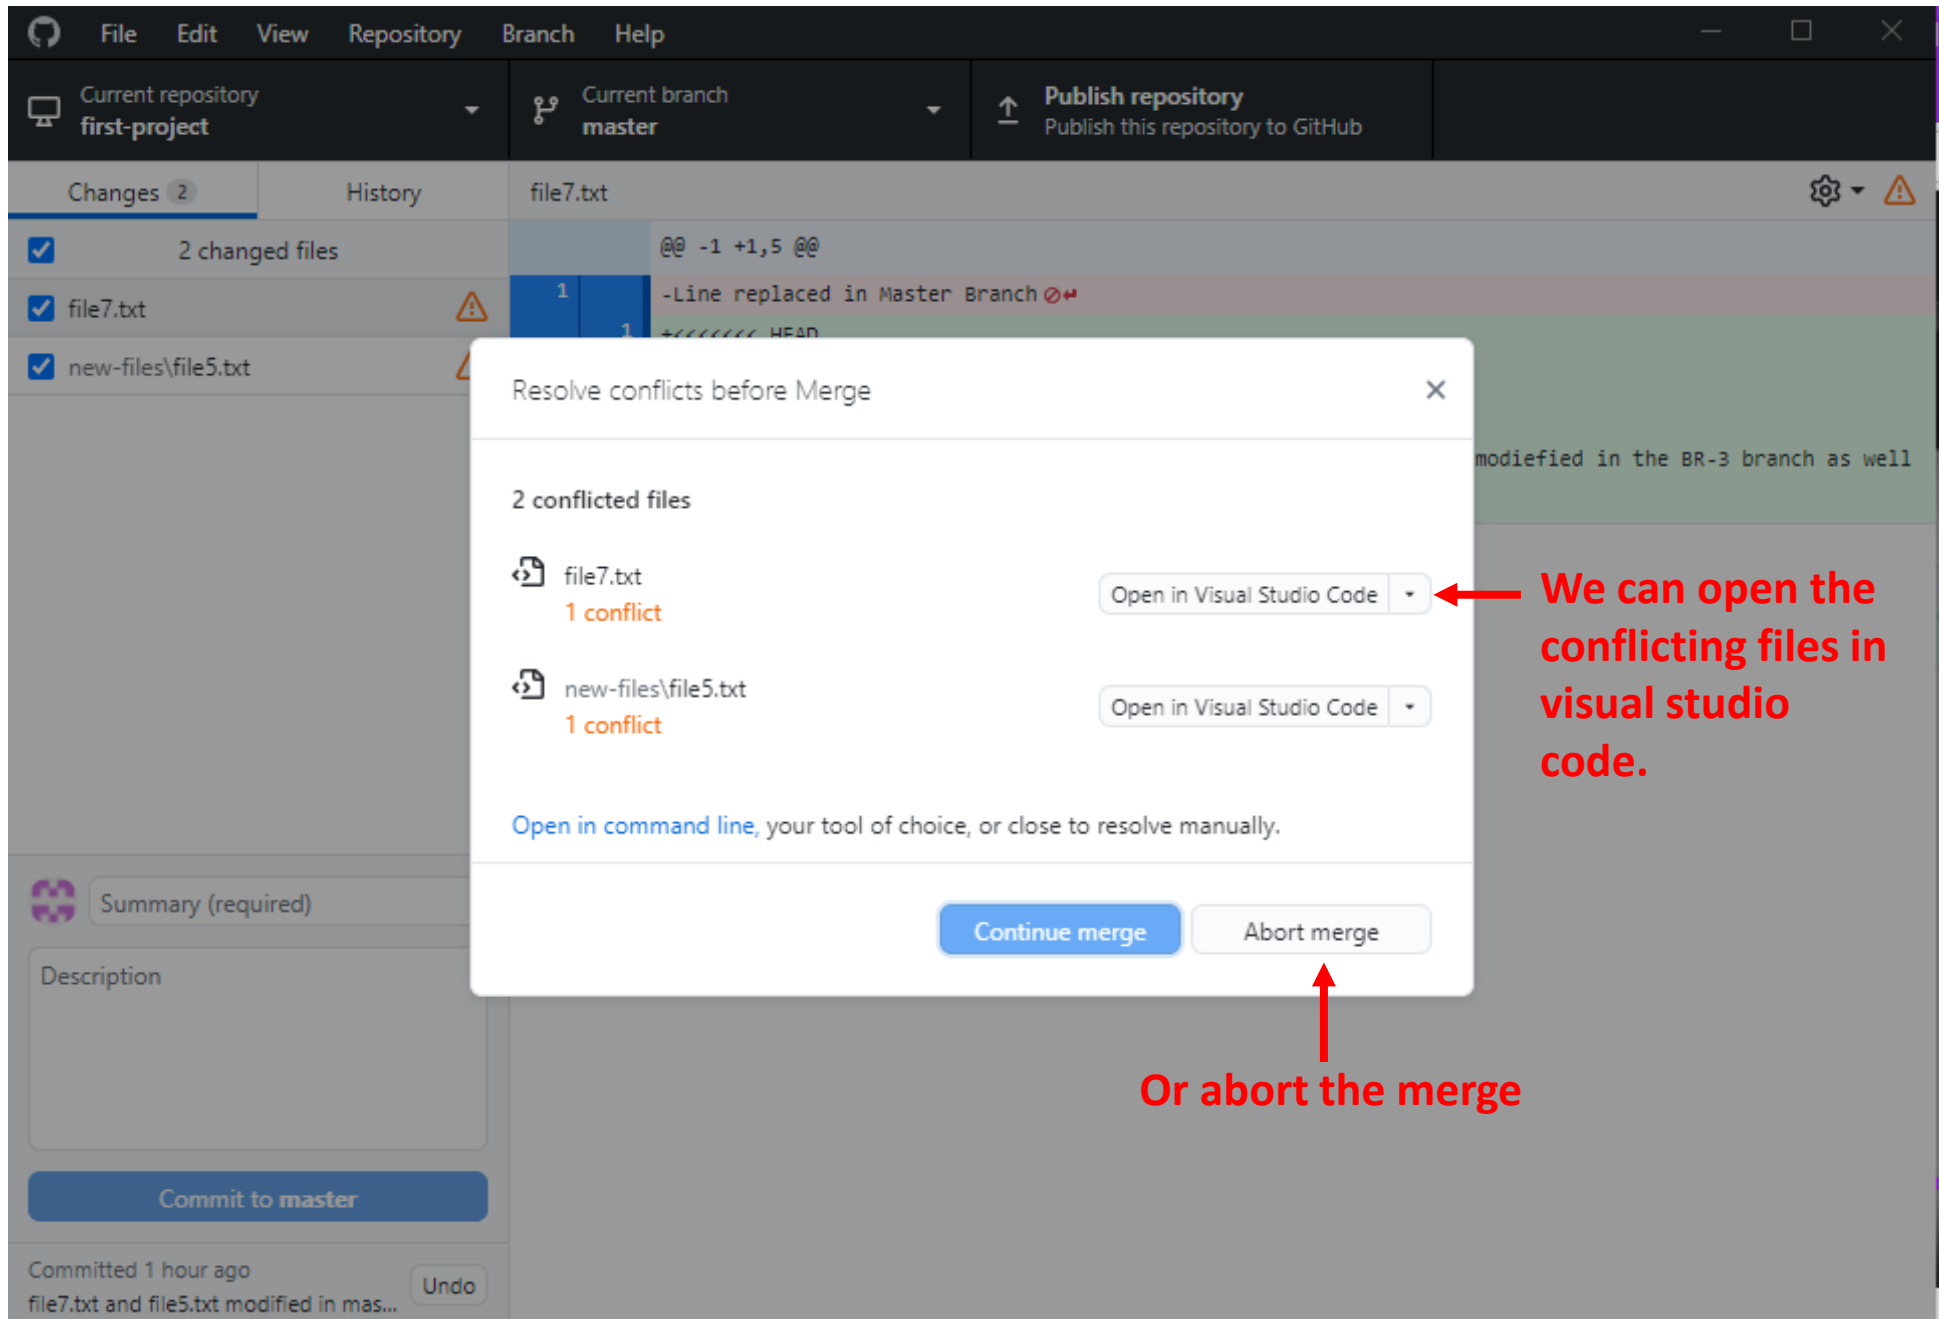 File Edit View Repository Branch Help
Current repository
first-project
Current branch
master
Publish repository
Publish this repository to GitHub
Changes 2
History
file7.txt
2 changed files
file7.txt
new-files\file5.txt
@@ -1 +1,5 @@
1
-Line replaced in Master Branch
1
+<<<<<<< HEAD
modiefied in the BR-3 branch as well
Resolve conflicts before Merge
2 conflicted files
file7.txt
1 conflict
Open in Visual Studio Code
new-files\file5.txt
1 conflict
Open in Visual Studio Code
Open in command line, your tool of choice, or close to resolve manually.
Continue merge
Abort merge
We can open the
conflicting files in
visual studio
code.
Or abort the merge
Summary (required)
Description
Commit to master
Committed 1 hour ago
file7.txt and file5.txt modified in mas...
Undo